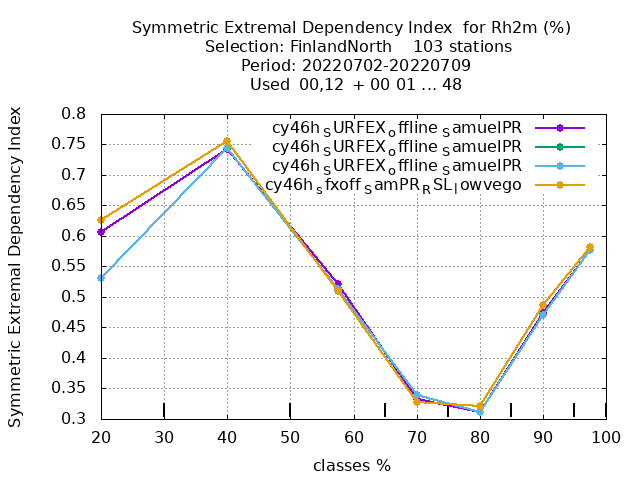 Symmetric Extremal Dependency Index  for Rh2m (%)
Selection: FinlandNorth    103 stations
Period: 20220702-20220709
Used  00,12  + 00 01 ... 48
Symmetric Extremal Dependency Index
0.8
0.75
0.7
0.65
0.6
0.55
0.5
0.45
0.4
0.35
0.3
cy46h_SURFEX_offline_SamuelPR
cy46h_SURFEX_offline_SamuelPR
cy46h_SURFEX_offline_SamuelPR
cy46h_sfxoff_SamPR_RSL_lowvego
20 30 40 50 60 70 80 90 100
classes %